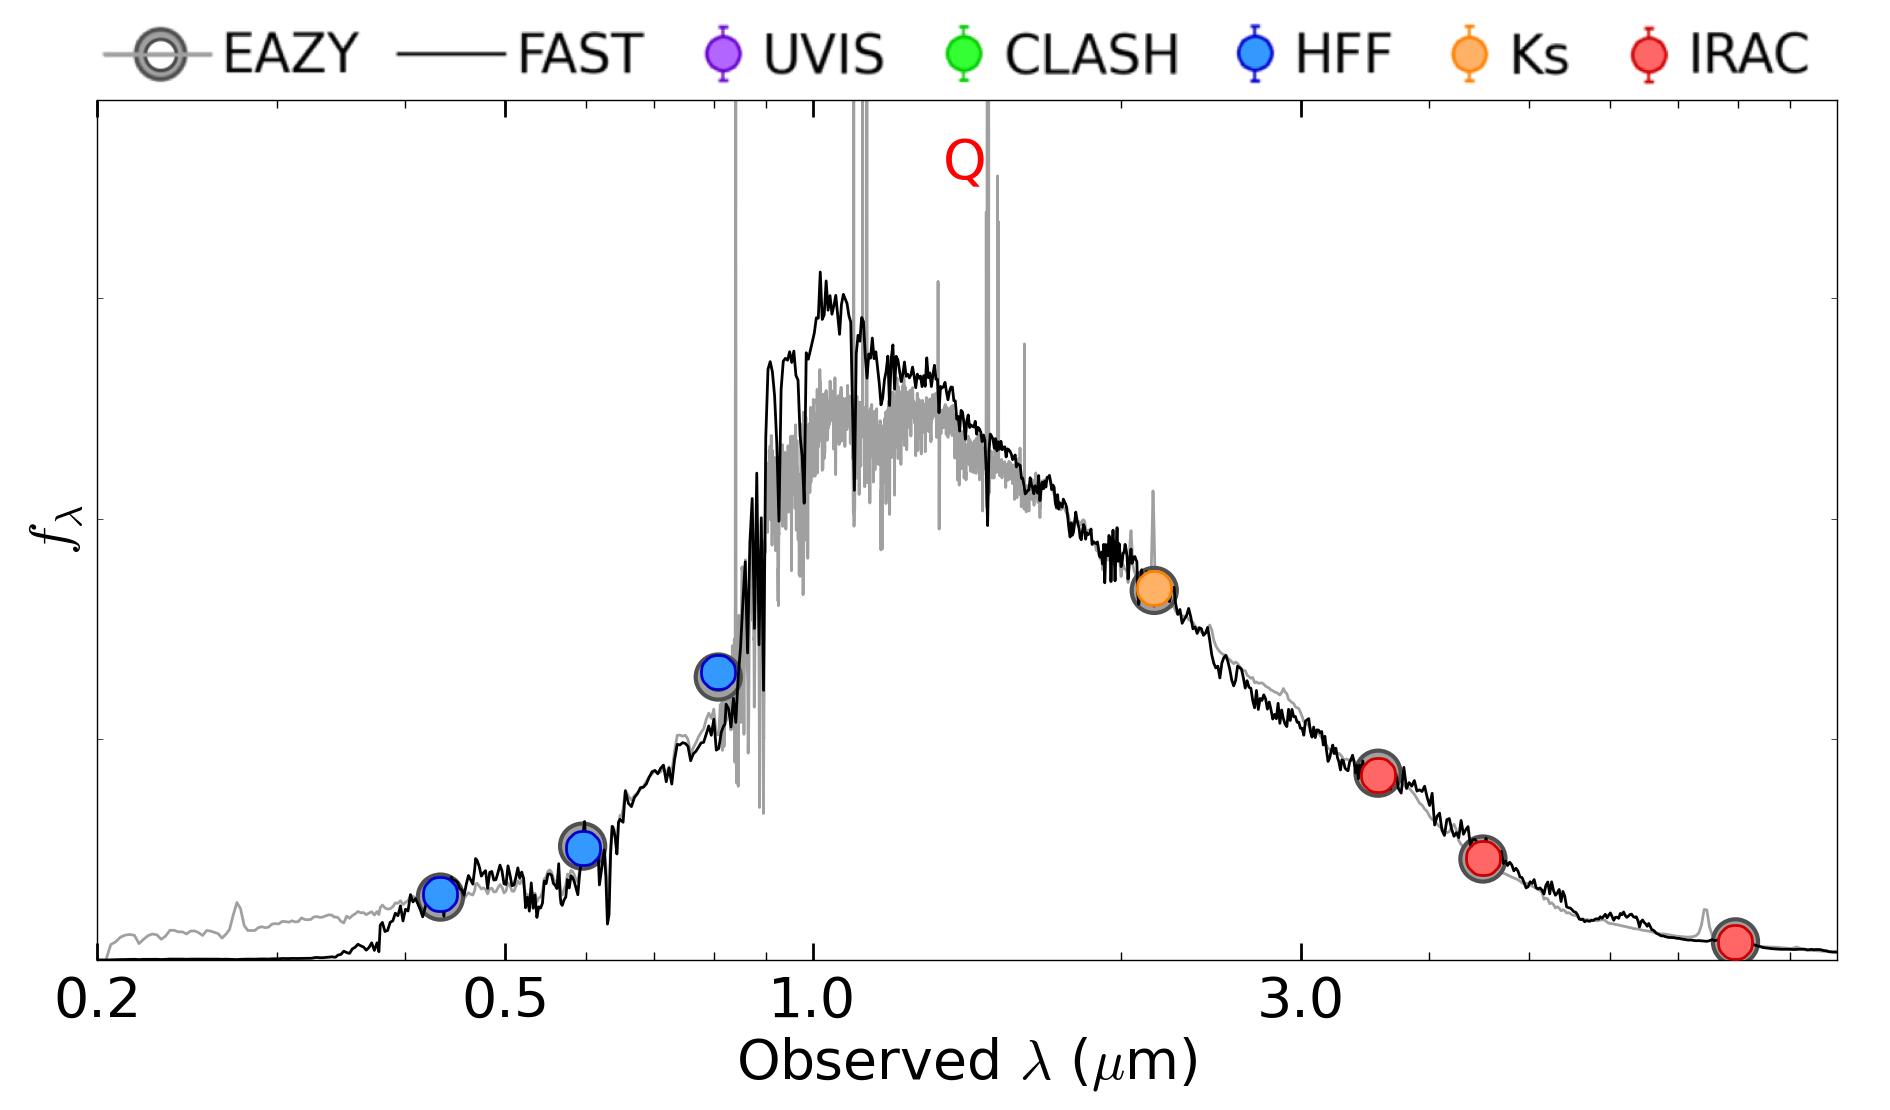 EAZY FAST UVIS CLASH HFF Ks IRAC
Q
fλ
0.2 0.5 1.0 3.0
Observed λ (μm)